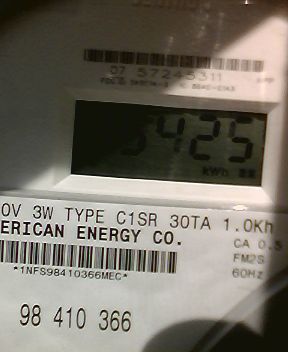 07 57245311
5425
kWh
0V 3W TYPE C1SR 30TA 1.0Kh
ERICAN ENERGY CO.
CA 0.5
FM2S
60Hz
*1NFS98410366MEC*
98 410 366